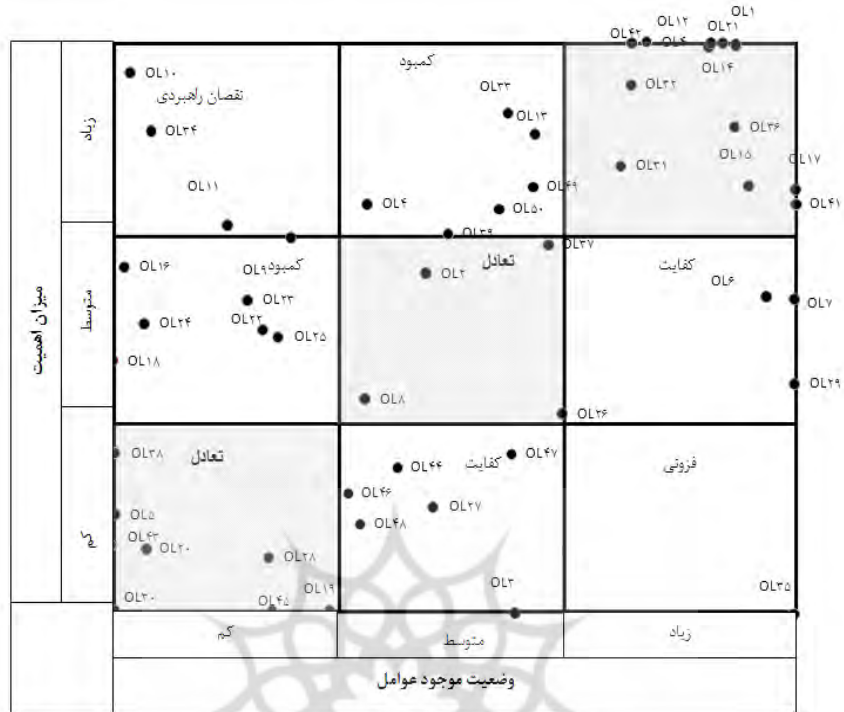 OL۱
OL۱۲ OL۲۱
OL۴۲ OL۴
OL۱۴
OL۱۰ کمبود OL۳۲
نقصان راهبردی OL۳۳ OL۱۳
OL۳۴ OL۳۶
زیاد
OL۳۱ OL۱۵ OL۱۷
OL۱۱ OL۴۹
OL۴ OL۵۰ OL۴۱
OL۳۹
OL۳۷
OL۱۶ OL۹ کمبود OL۲ تعادل کفایت
OL۲۳ OL۶ OL۷
میزان اهمیت
متوسط
OL۲۴ OL۲۲ OL۲۵
OL۱۸
OL۲۹
OL۸ OL۲۶
OL۳۸ تعادل OL۴۴ کفایت OL۴۷ فزونی
OL۴۶ OL۲۷
OL۵ OL۴۸
کم
OL۴۳ OL۲۰ OL۲۸
OL۳۰ OL۴۵ OL۱۹ OL۳ OL۳۵
کم متوسط زیاد
وضعیت موجود عوامل